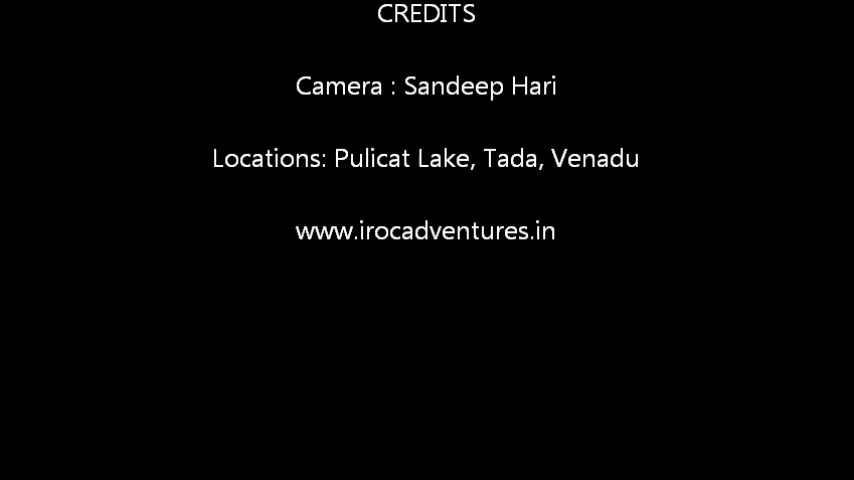 CREDITS
Camera : Sandeep Hari
Locations: Pulicat Lake, Tada, Venadu
www.irocadventures.in